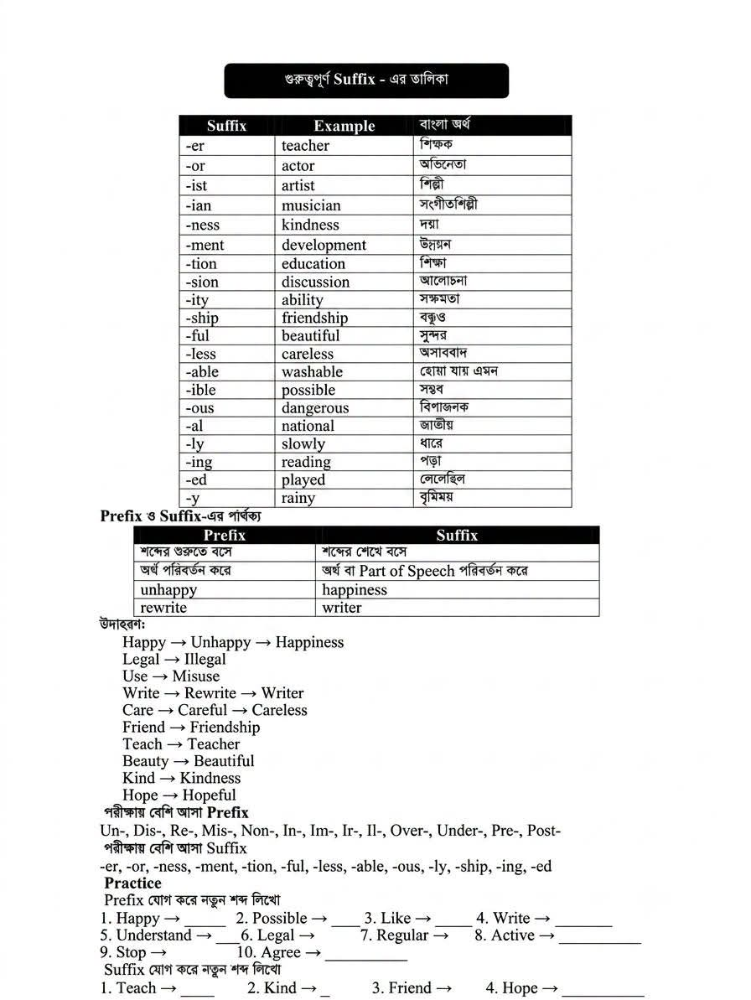 গুরুত্বপূর্ণ Suffix - এর তালিকা
Suffix Example বাংলা অর্থ
-er teacher শিক্ষক
-or actor অভিনেতা
-ist artist শিল্পী
-ian musician সংগীতশিল্পী
-ness kindness দয়া
-ment development উন্নয়ন
-tion education শিক্ষা
-sion discussion আলোচনা
-ity ability সক্ষমতা
-ship friendship
-ful beautiful সুন্দর
-less careless অসাববাদ
-able washable হোয়া যায় এমন
-ible possible সম্ভব
-ous dangerous বিপাজনক
-al national জাতীয়
-ly slowly ধারে
-ing reading পড়া
-ed played
-y rainy
Prefix ও Suffix-এর পার্থক্য
Prefix Suffix
শব্দের শুরুতে বসে শব্দের শেখে বসে
অর্থ পরিবর্তন করে অর্থ বা Part of Speech পরিবর্তন করে
unhappy happiness
rewrite writer
উদাহরণ:
Happy → Unhappy → Happiness
Legal → Illegal
Use → Misuse
Write → Rewrite → Writer
Care → Careful → Careless
Friend → Friendship
Teach → Teacher
Beauty → Beautiful
Kind → Kindness
Hope → Hopeful
পরীক্ষায় বেশি আসা Prefix
Un-, Dis-, Re-, Mis-, Non-, In-, Im-, Ir-, Il-, Over-, Under-, Pre-, Post-
পরীক্ষায় বেশি আসা Suffix
-er, -or, -ness, -ment, -tion, -ful, -less, -able, -ous, -ly, -ship, -ing, -ed
Practice
Prefix যোগ করে নতুন শব্দ লিখো
1. Happy → _____ 2. Possible → ____ 3. Like → _____ 4. Write → _______
5. Understand → ___ 6. Legal → 7. Regular → 8. Active → __________
9. Stop → 10. Agree → __________
Suffix যোগ করে নতুন শব্দ লিখো
1. Teach → ____ 2. Kind → _ 3. Friend → 4. Hope → __________